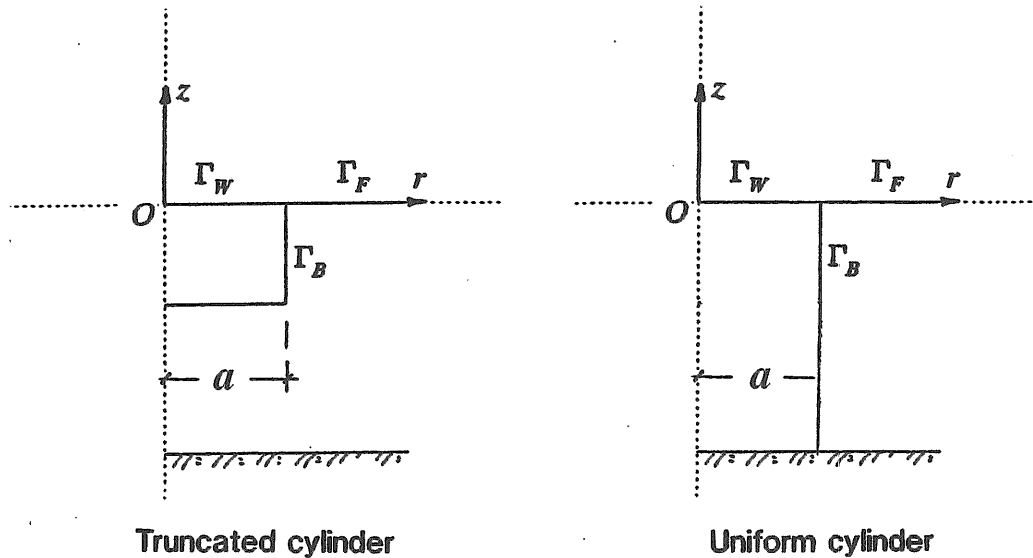 z
Γ_W Γ_F r
O
Γ_B
a
Truncated cylinder
z
Γ_W Γ_F r
O
Γ_B
a
Uniform cylinder